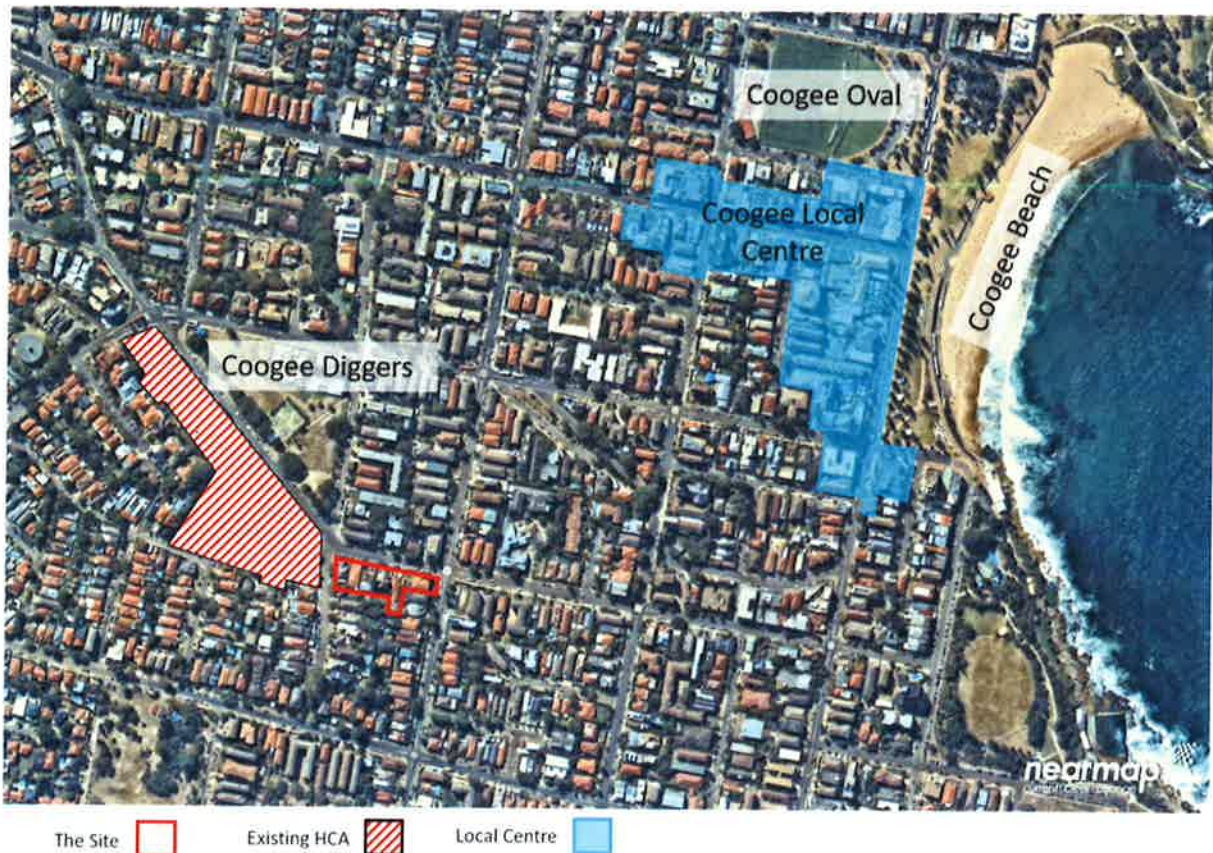 Coogee Oval
Coogee Local
Centre
Coogee Beach
Coogee Diggers
nearmap
The Site
Existing HCA
Local Centre